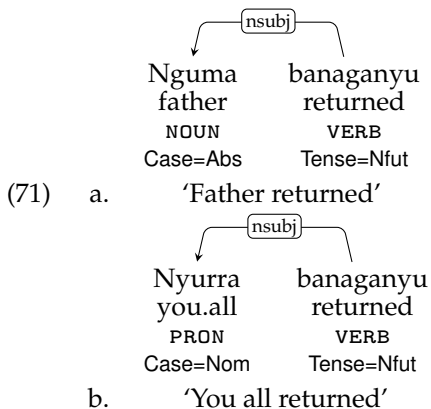 nsubj
Nguma banaganyu
father returned
NOUN VERB
Case=Abs Tense=Nfut
(71) a. ‘Father returned’
nsubj
Nyurra banaganyu
you.all returned
PRON VERB
Case=Nom Tense=Nfut
b. ‘You all returned’